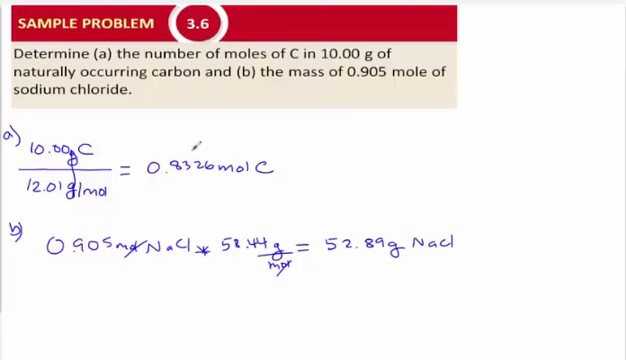 SAMPLE PROBLEM 3.6
Determine (a) the number of moles of C in 10.00 g of
naturally occurring carbon and (b) the mass of 0.905 mole of
sodium chloride.
a)
10.00g C
12.01 g/mol
= 0.8326 mol C
b)
0.905 mol NaCl * 58.44 g/mol = 52.89 g NaCl